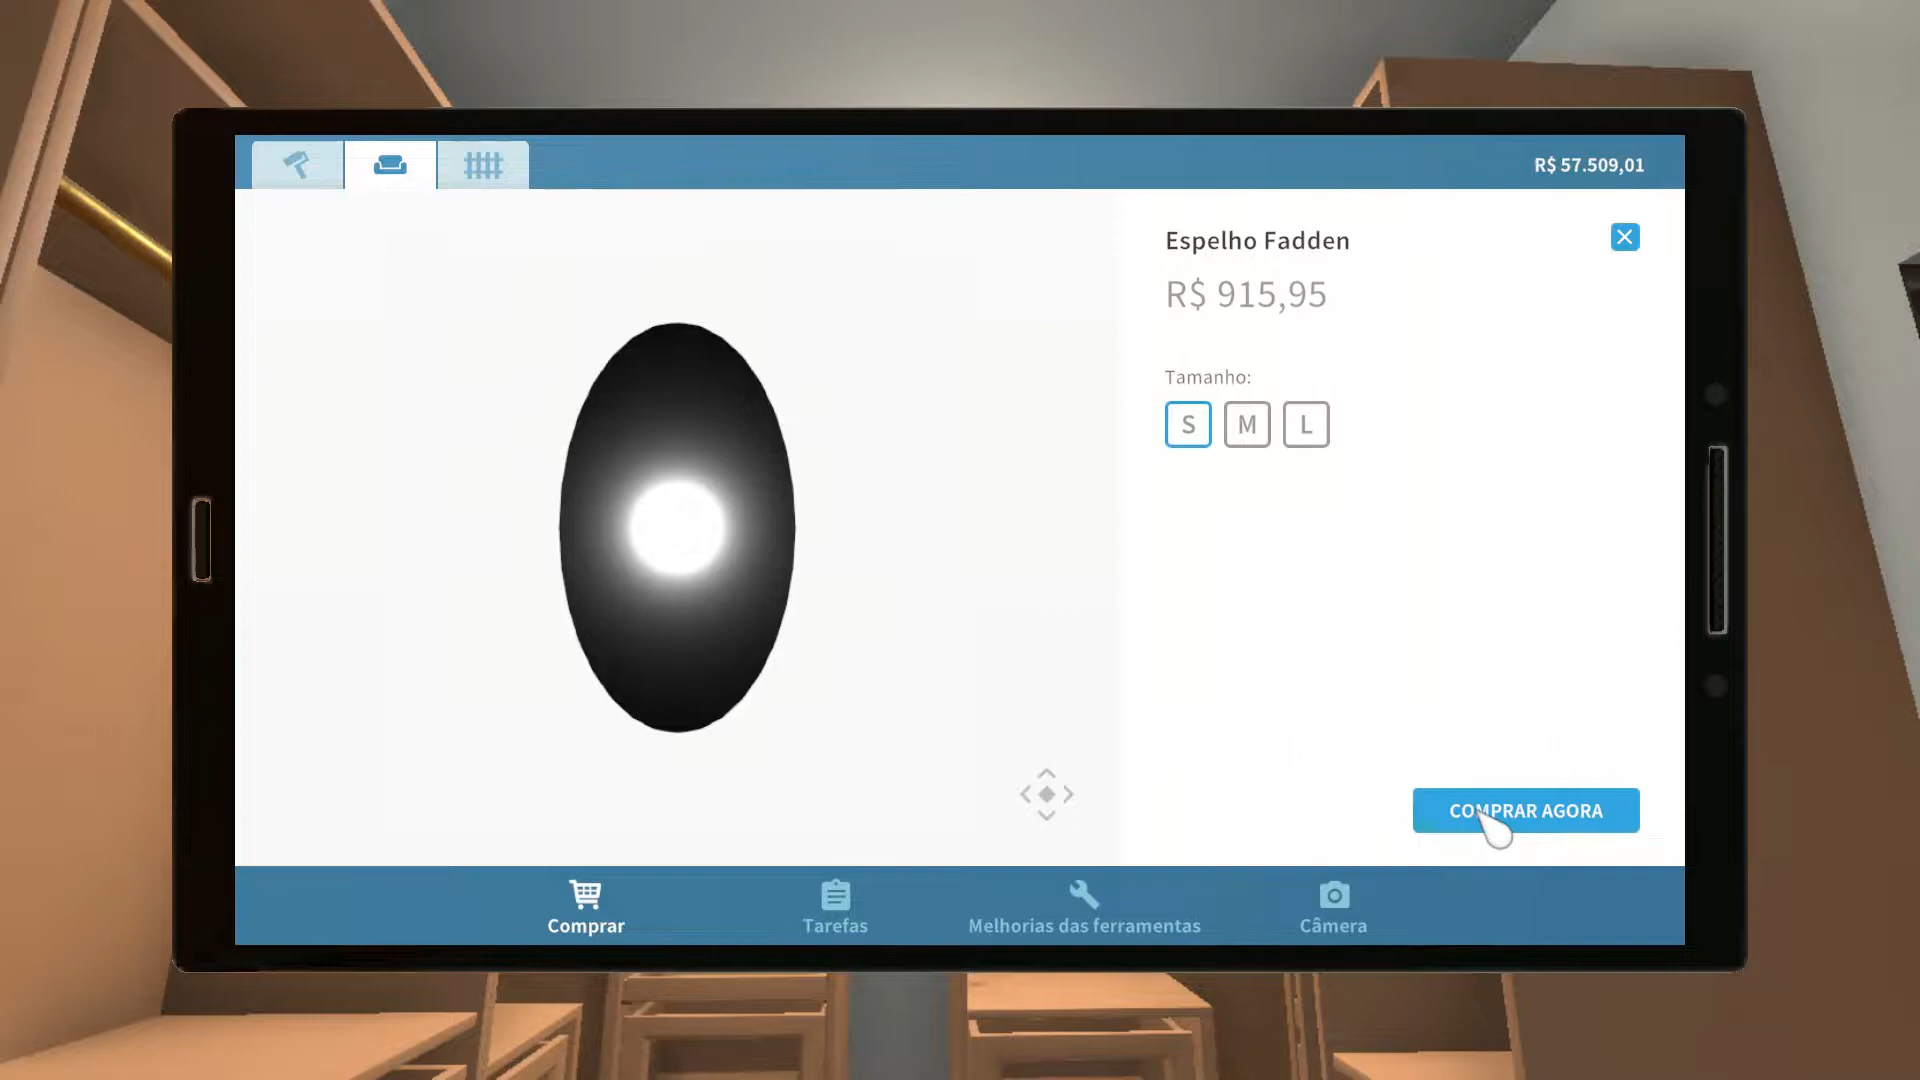 R$ 57.509,01
Espelho Fadden
R$ 915,95
Tamanho:
S M L
COMPRAR AGORA
Comprar Tarefas Melhorias das ferramentas Câmera